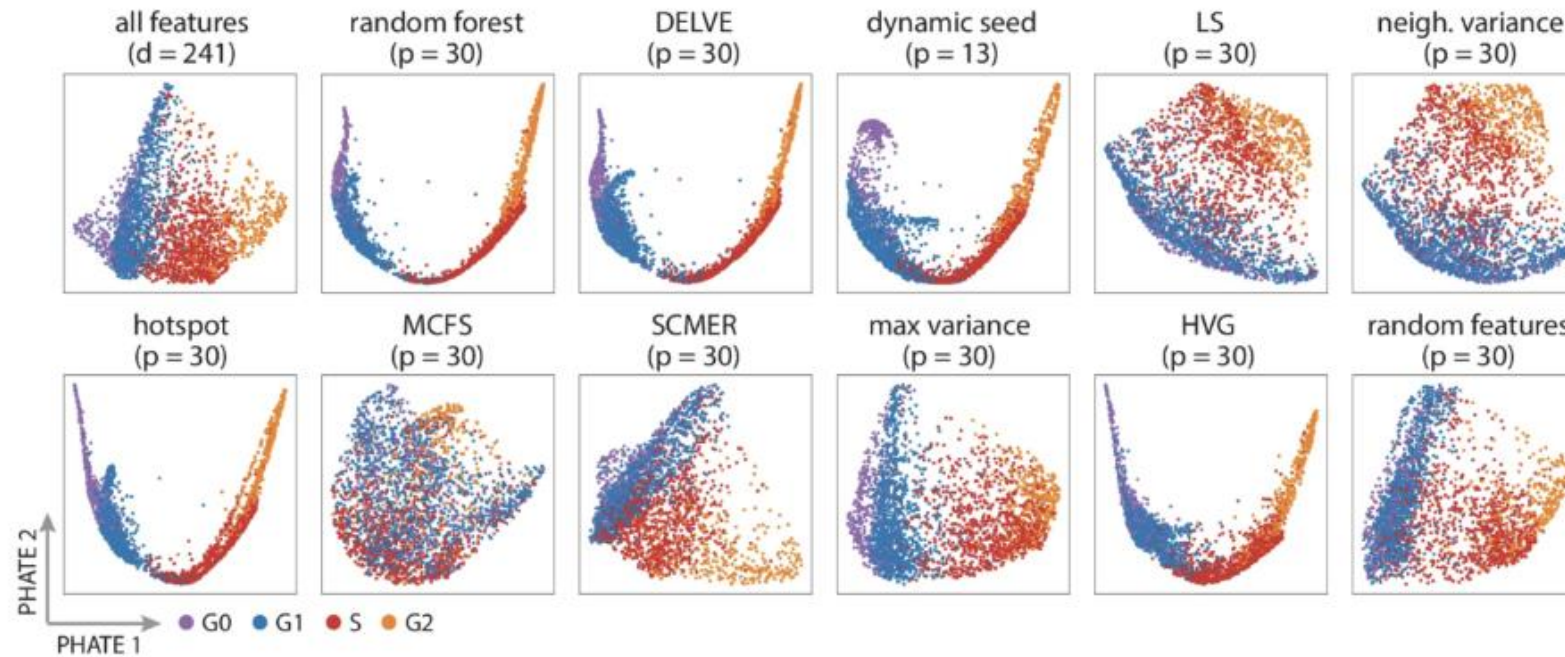 all features
(d = 241)
random forest
(p = 30)
DELVE
(p = 30)
dynamic seed
(p = 13)
LS
(p = 30)
neigh. variance
(p = 30)
hotspot
(p = 30)
MCFS
(p = 30)
SCMER
(p = 30)
max variance
(p = 30)
HVG
(p = 30)
random features
(p = 30)
PHATE 2
PHATE 1
G0 G1 S G2